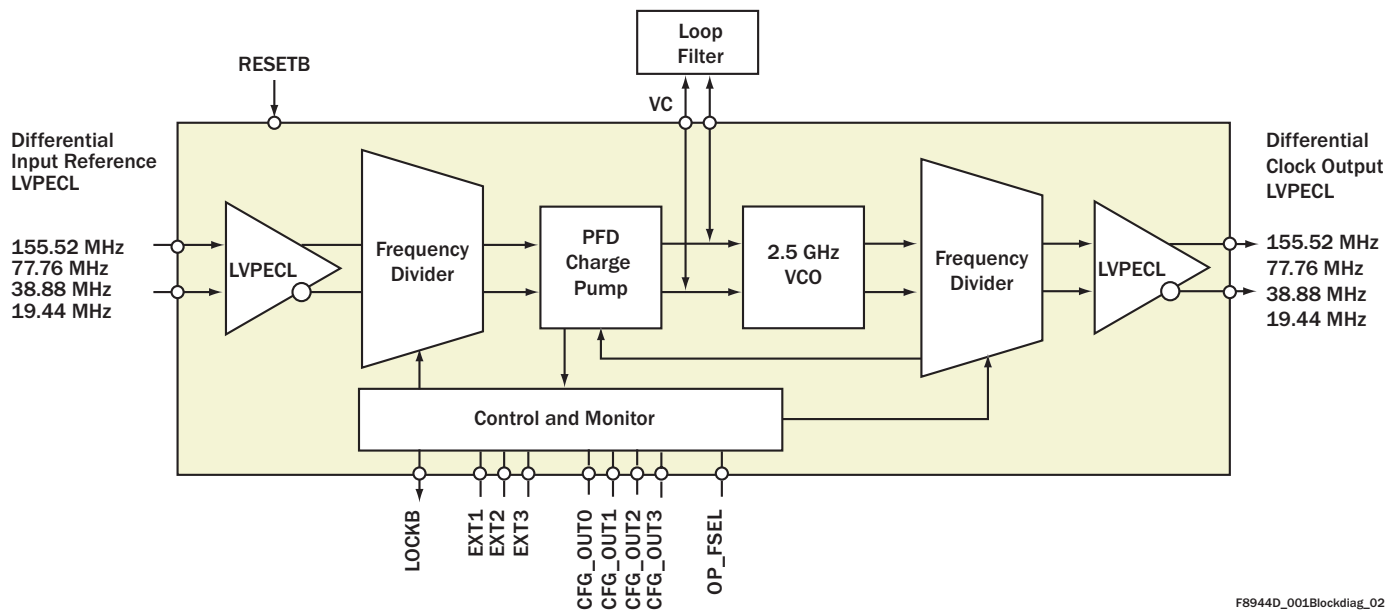 Loop
Filter
RESETB
VC
Differential
Input Reference
LVPECL
155.52 MHz
77.76 MHz
38.88 MHz
19.44 MHz
LVPECL
Frequency
Divider
PFD
Charge
Pump
2.5 GHz
VCO
Frequency
Divider
LVPECL
Differential
Clock Output
LVPECL
155.52 MHz
77.76 MHz
38.88 MHz
19.44 MHz
Control and Monitor
LOCKB
EXT1
EXT2
EXT3
CFG_OUT0
CFG_OUT1
CFG_OUT2
CFG_OUT3
OP_FSEL
F8944D_001Blockdiag_02